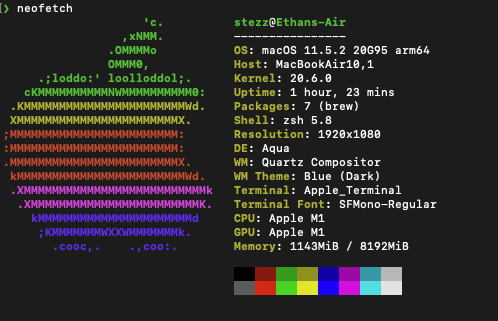 ❯ neofetch
'c.
,xNMM.
.OMMMMo
OMMM0,
.;loddo:' loolloddol;.
cKMMMMMMMMMMNWMMMMMMMMMM0:
.KMMMMMMMMMMMMMMMMMMMMMMMWd.
XMMMMMMMMMMMMMMMMMMMMMMMX.
;MMMMMMMMMMMMMMMMMMMMMMMM:
:MMMMMMMMMMMMMMMMMMMMMMMM:
.MMMMMMMMMMMMMMMMMMMMMMMMX.
kMMMMMMMMMMMMMMMMMMMMMMMMWd.
.XMMMMMMMMMMMMMMMMMMMMMMMMMMk
.XMMMMMMMMMMMMMMMMMMMMMMMMK.
kMMMMMMMMMMMMMMMMMMMMMMd
;KMMMMMMMWXXWMMMMMMMk.
.cooc,. .,coo:.
stezz@Ethans-Air
----------------
OS: macOS 11.5.2 20G95 arm64
Host: MacBookAir10,1
Kernel: 20.6.0
Uptime: 1 hour, 23 mins
Packages: 7 (brew)
Shell: zsh 5.8
Resolution: 1920x1080
DE: Aqua
WM: Quartz Compositor
WM Theme: Blue (Dark)
Terminal: Apple_Terminal
Terminal Font: SFMono-Regular
CPU: Apple M1
GPU: Apple M1
Memory: 1143MiB / 8192MiB